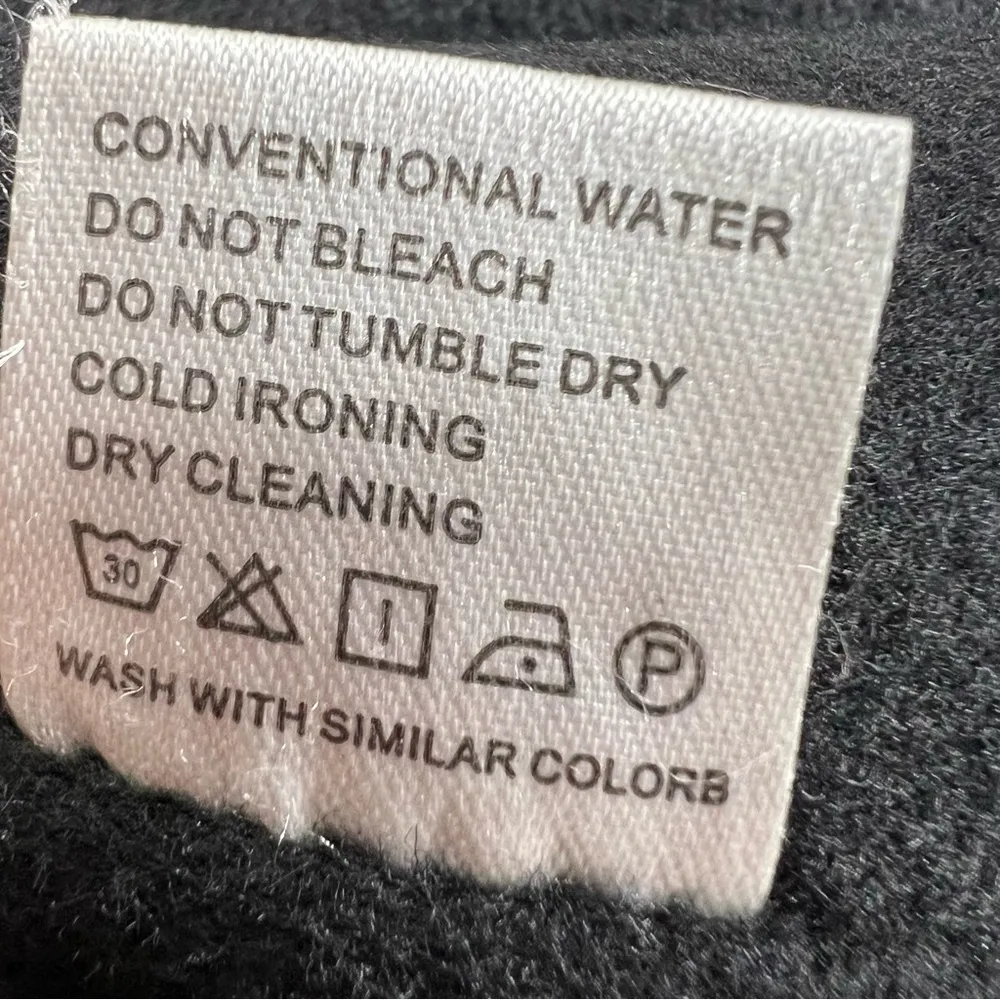 CONVENTIONAL WATER
DO NOT BLEACH
DO NOT TUMBLE DRY
COLD IRONING
DRY CLEANING
30 P
WASH WITH SIMILAR COLORB